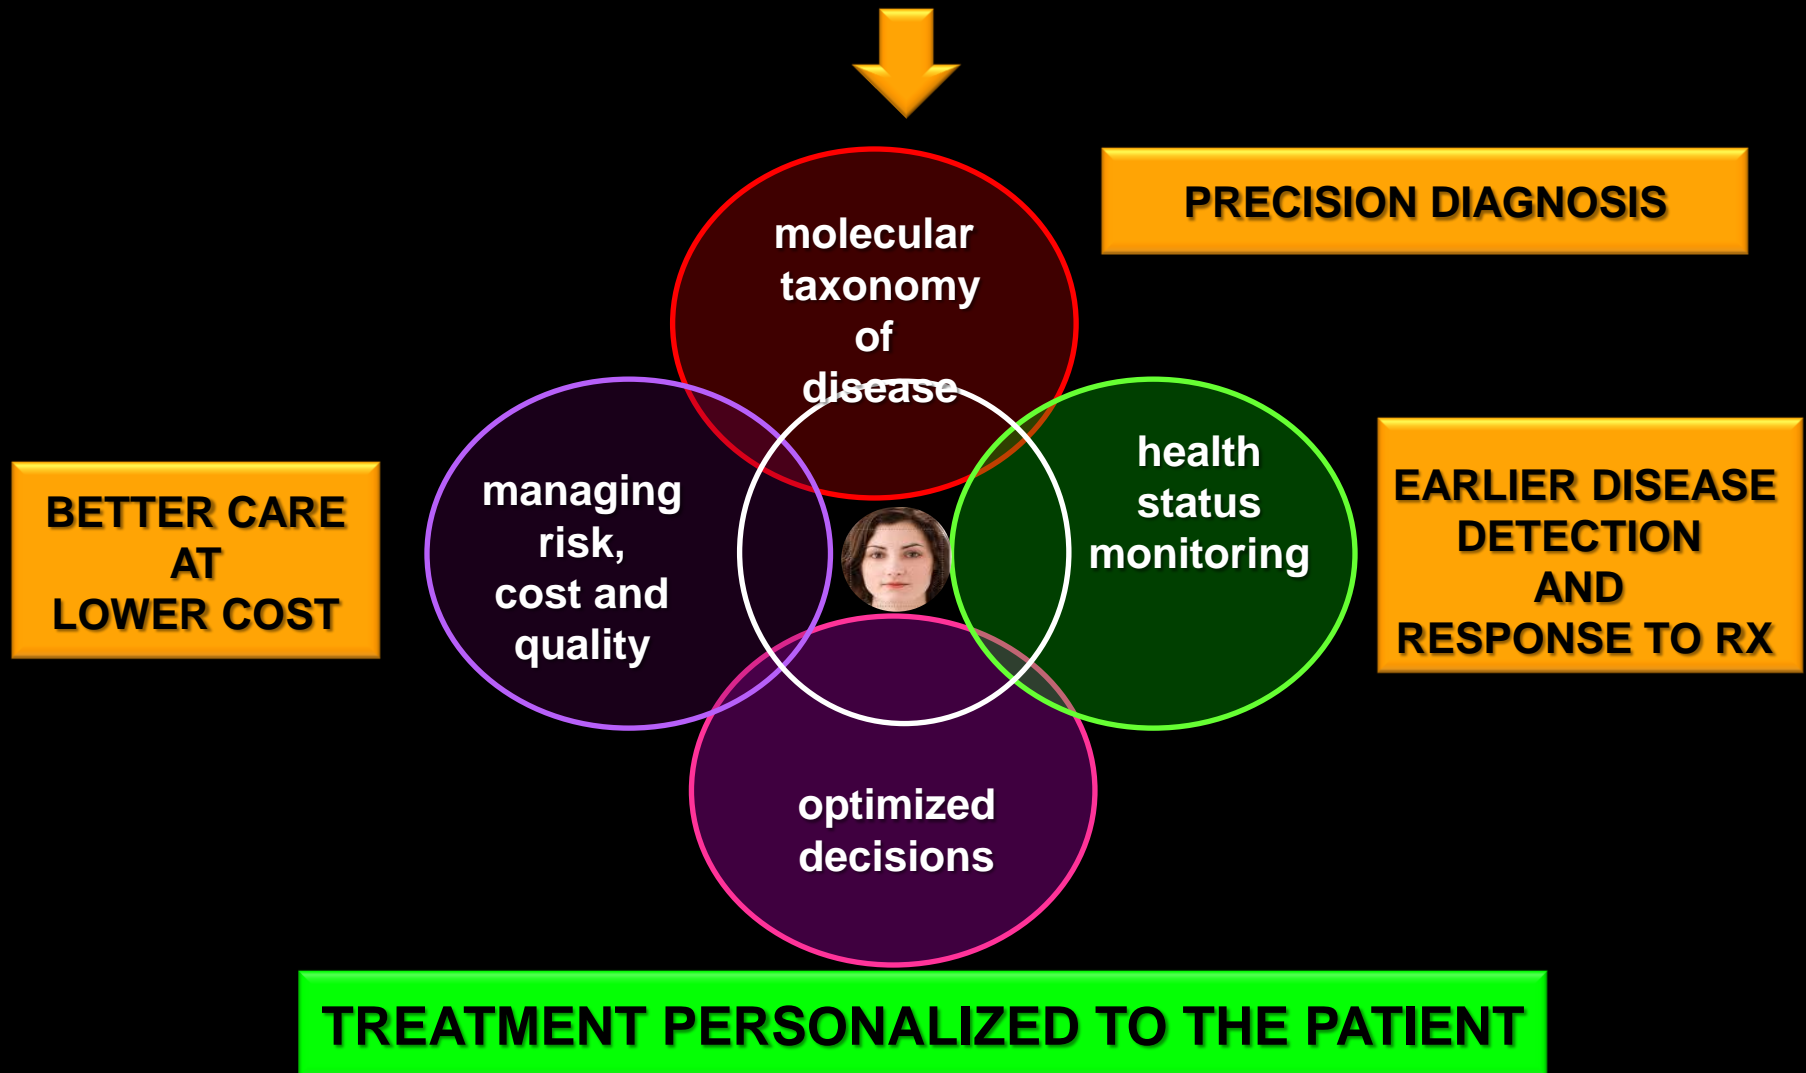 PRECISION DIAGNOSIS
molecular
taxonomy
of
disease
managing
risk,
cost and
quality
health
status
monitoring
BETTER CARE
AT
LOWER COST
EARLIER DISEASE
DETECTION
AND
RESPONSE TO RX
optimized
decisions
TREATMENT PERSONALIZED TO THE PATIENT